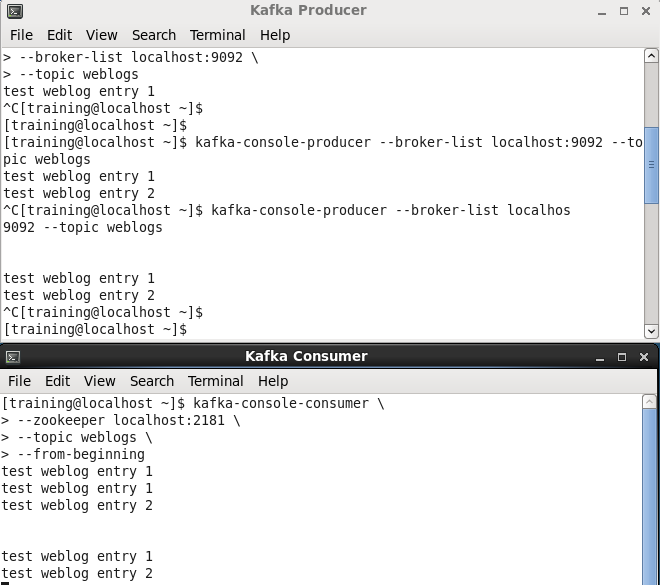 Kafka Producer
File Edit View Search Terminal Help
> --broker-list localhost:9092 \
> --topic weblogs
test weblog entry 1
^C[training@localhost ~]$
[training@localhost ~]$
[training@localhost ~]$ kafka-console-producer --broker-list localhost:9092 --to
pic weblogs
test weblog entry 1
test weblog entry 2
^C[training@localhost ~]$ kafka-console-producer --broker-list localhos
9092 --topic weblogs
test weblog entry 1
test weblog entry 2
^C[training@localhost ~]$
[training@localhost ~]$
Kafka Consumer
File Edit View Search Terminal Help
[training@localhost ~]$ kafka-console-consumer \
> --zookeeper localhost:2181 \
> --topic weblogs \
> --from-beginning
test weblog entry 1
test weblog entry 1
test weblog entry 2
test weblog entry 1
test weblog entry 2